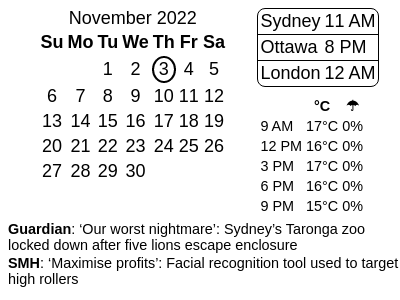 November 2022
Su Mo Tu We Th Fr Sa
1 2 3 4 5
6 7 8 9 10 11 12
13 14 15 16 17 18 19
20 21 22 23 24 25 26
27 28 29 30
Sydney 11 AM
Ottawa 8 PM
London 12 AM
°C ☂
9 AM 17°C 0%
12 PM 16°C 0%
3 PM 17°C 0%
6 PM 16°C 0%
9 PM 15°C 0%
Guardian: ‘Our worst nightmare’: Sydney’s Taronga zoo
locked down after five lions escape enclosure
SMH: ‘Maximise profits’: Facial recognition tool used to target
high rollers